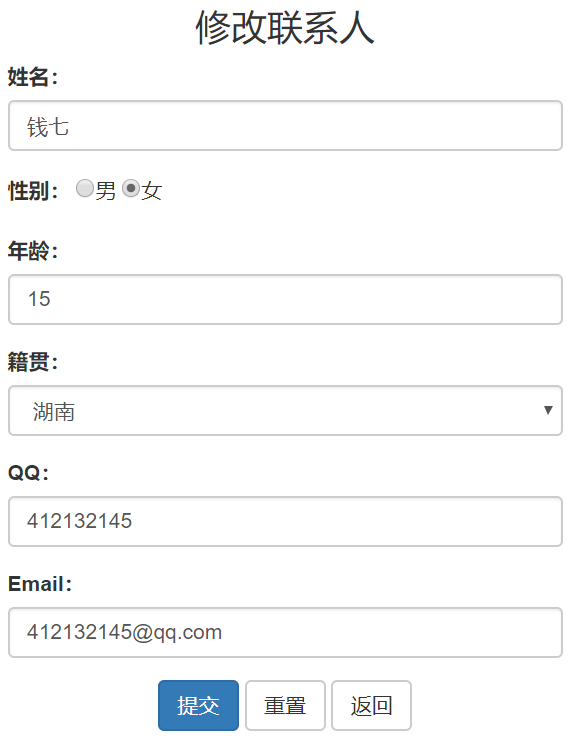 修改联系人
姓名：
钱七
性别： 男 女
年龄：
15
籍贯：
湖南
QQ：
412132145
Email：
412132145@qq.com
提交 重置 返回